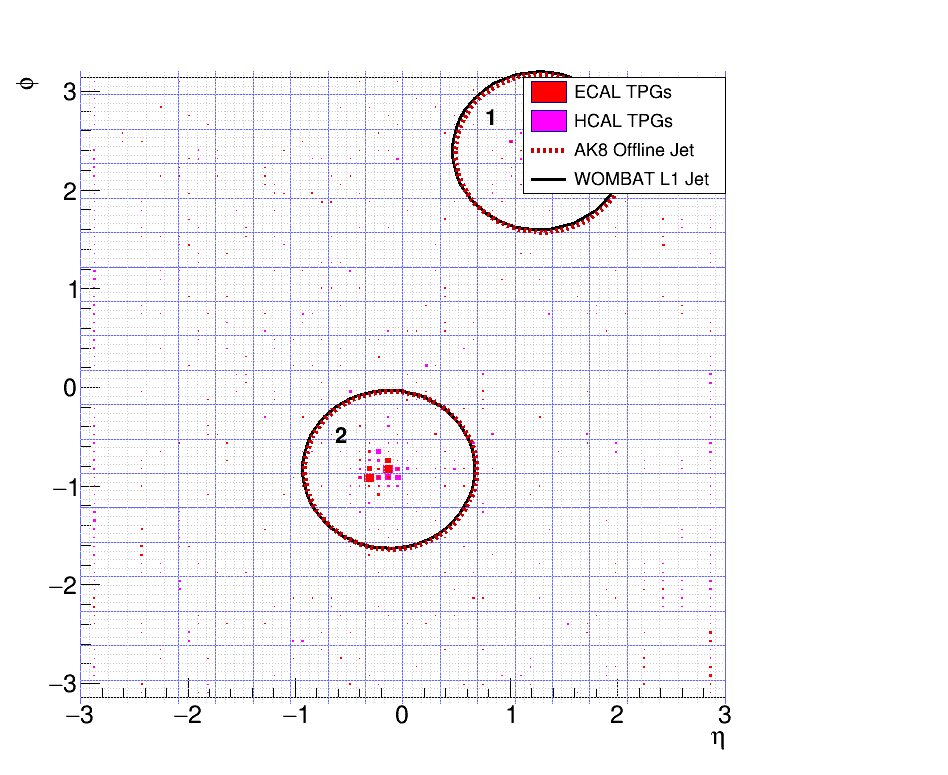 φ
3
2
1
0
−1
−2
−3
1
2
ECAL TPGs
HCAL TPGs
AK8 Offline Jet
WOMBAT L1 Jet
−3 −2 −1 0 1 2 3
η